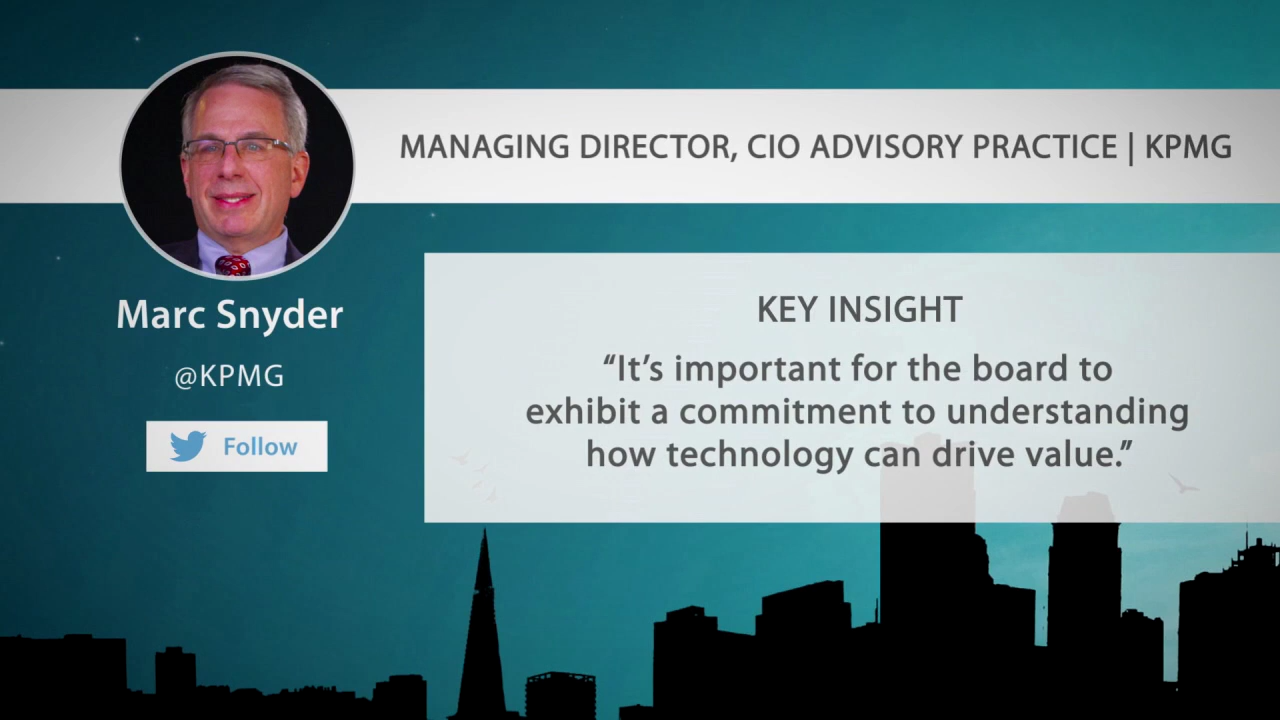 MANAGING DIRECTOR, CIO ADVISORY PRACTICE | KPMG
Marc Snyder
@KPMG
Follow
KEY INSIGHT
“It’s important for the board to
exhibit a commitment to understanding
how technology can drive value.”